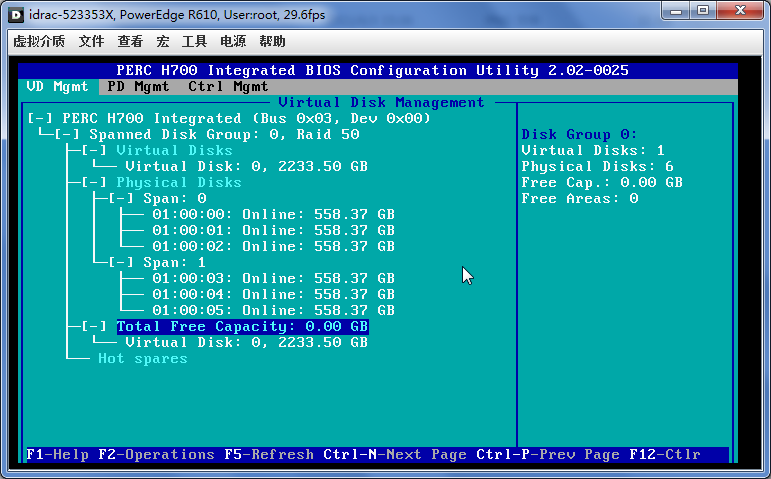 idrac-523353X, PowerEdge R610, User:root, 29.6fps
虚拟介质 文件 查看 宏 工具 电源 帮助
PERC H700 Integrated BIOS Configuration Utility 2.02-0025
VD Mgmt PD Mgmt Ctrl Mgmt
Virtual Disk Management
[-] PERC H700 Integrated (Bus 0x03, Dev 0x00)
[-] Spanned Disk Group: 0, Raid 50
[-] Virtual Disks
Virtual Disk: 0, 2233.50 GB
[-] Physical Disks
[-] Span: 0
01:00:00: Online: 558.37 GB
01:00:01: Online: 558.37 GB
01:00:02: Online: 558.37 GB
[-] Span: 1
01:00:03: Online: 558.37 GB
01:00:04: Online: 558.37 GB
01:00:05: Online: 558.37 GB
[-] Total Free Capacity: 0.00 GB
Virtual Disk: 0, 2233.50 GB
Hot spares
Disk Group 0:
Virtual Disks: 1
Physical Disks: 6
Free Cap.: 0.00 GB
Free Areas: 0
F1-Help F2-Operations F5-Refresh Ctrl-N-Next Page Ctrl-P-Prev Page F12-Ctlr